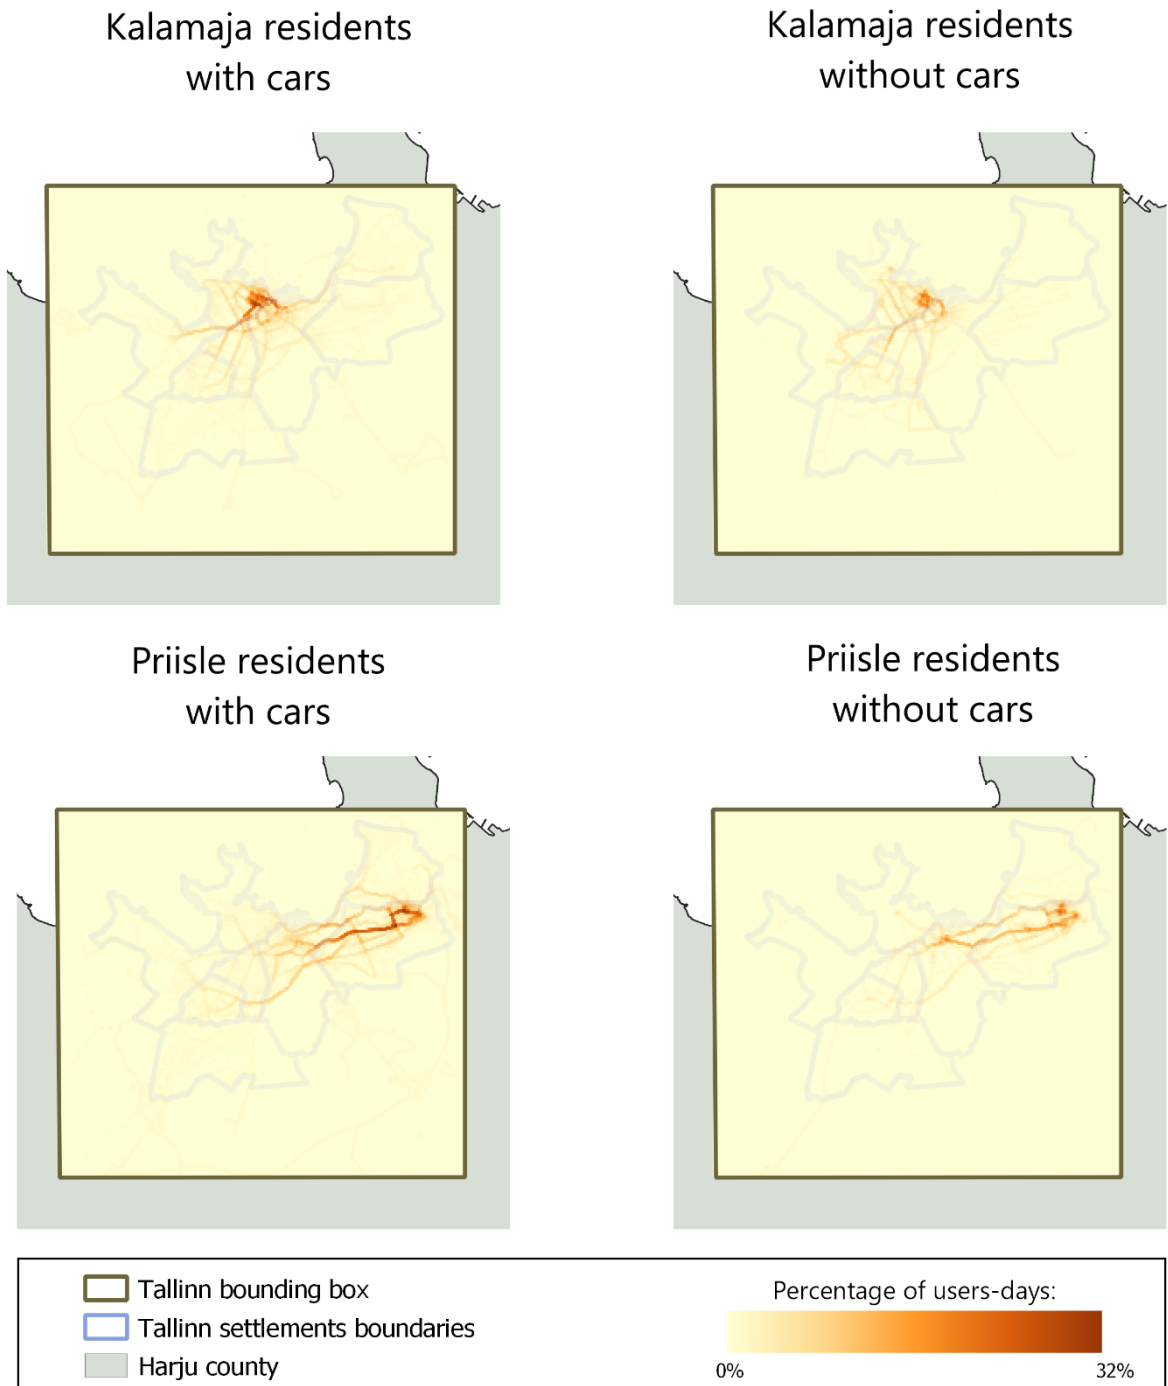 Kalamaja residents
with cars
Kalamaja residents
without cars
Priisle residents
with cars
Priisle residents
without cars
Tallinn bounding box
Tallinn settlements boundaries
Harju county
Percentage of users-days:
0%
32%